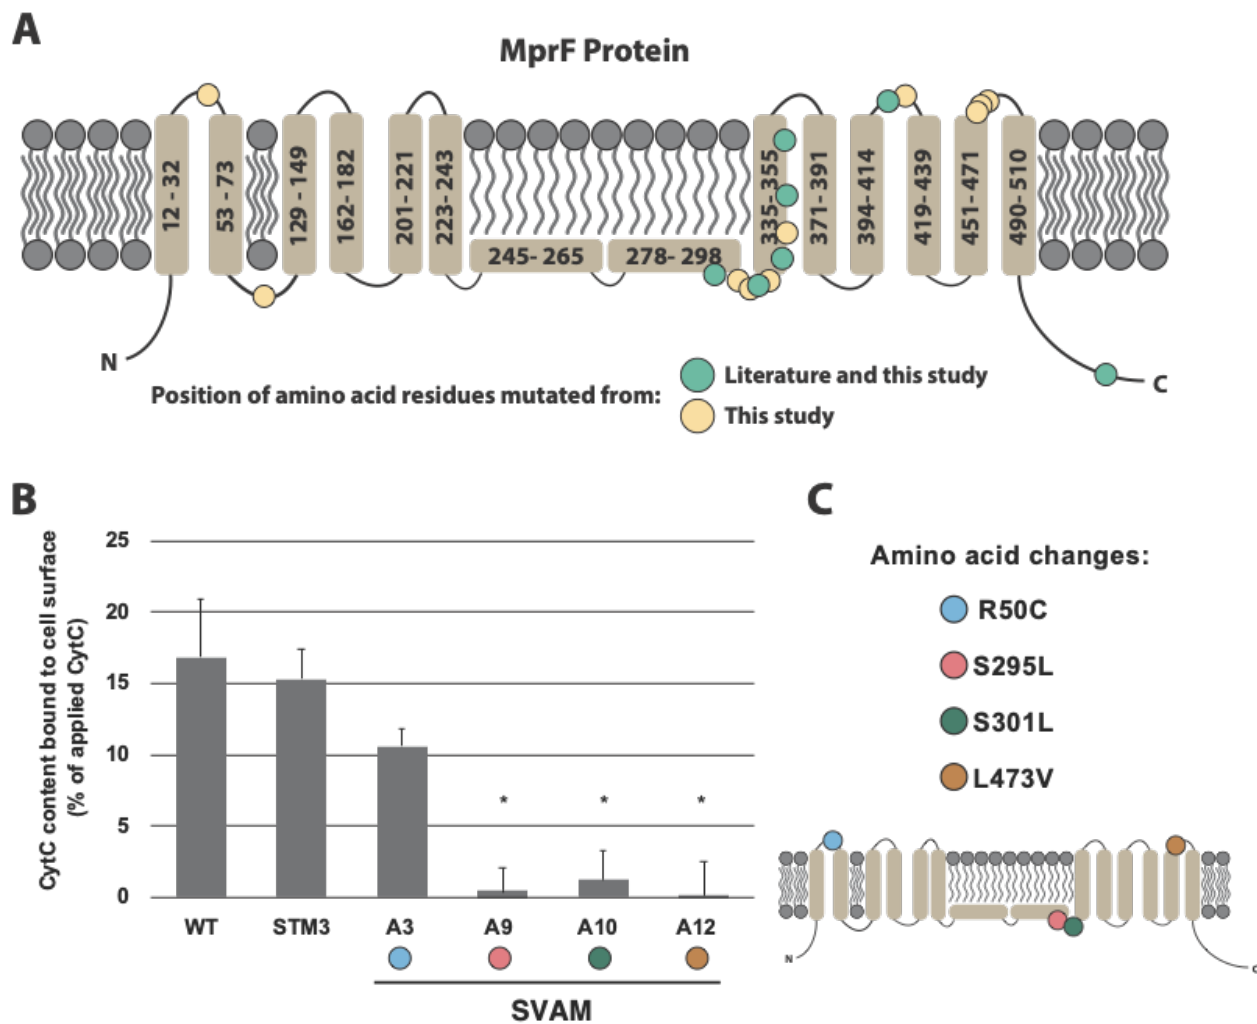 A
MprF Protein
12 - 32
53 - 73
129 - 149
162- 182
201- 221
223- 243
245- 265
278- 298
335- 355
371- 391
394- 414
419- 439
451- 471
490- 510
N
C
Position of amino acid residues mutated from:
Literature and this study
This study
B
CytC content bound to cell surface
(% of applied CytC)
25
20
15
10
5
0
*
*
*
WT
STM3
A3
A9
A10
A12
SVAM
C
Amino acid changes:
R50C
S295L
S301L
L473V
N
C